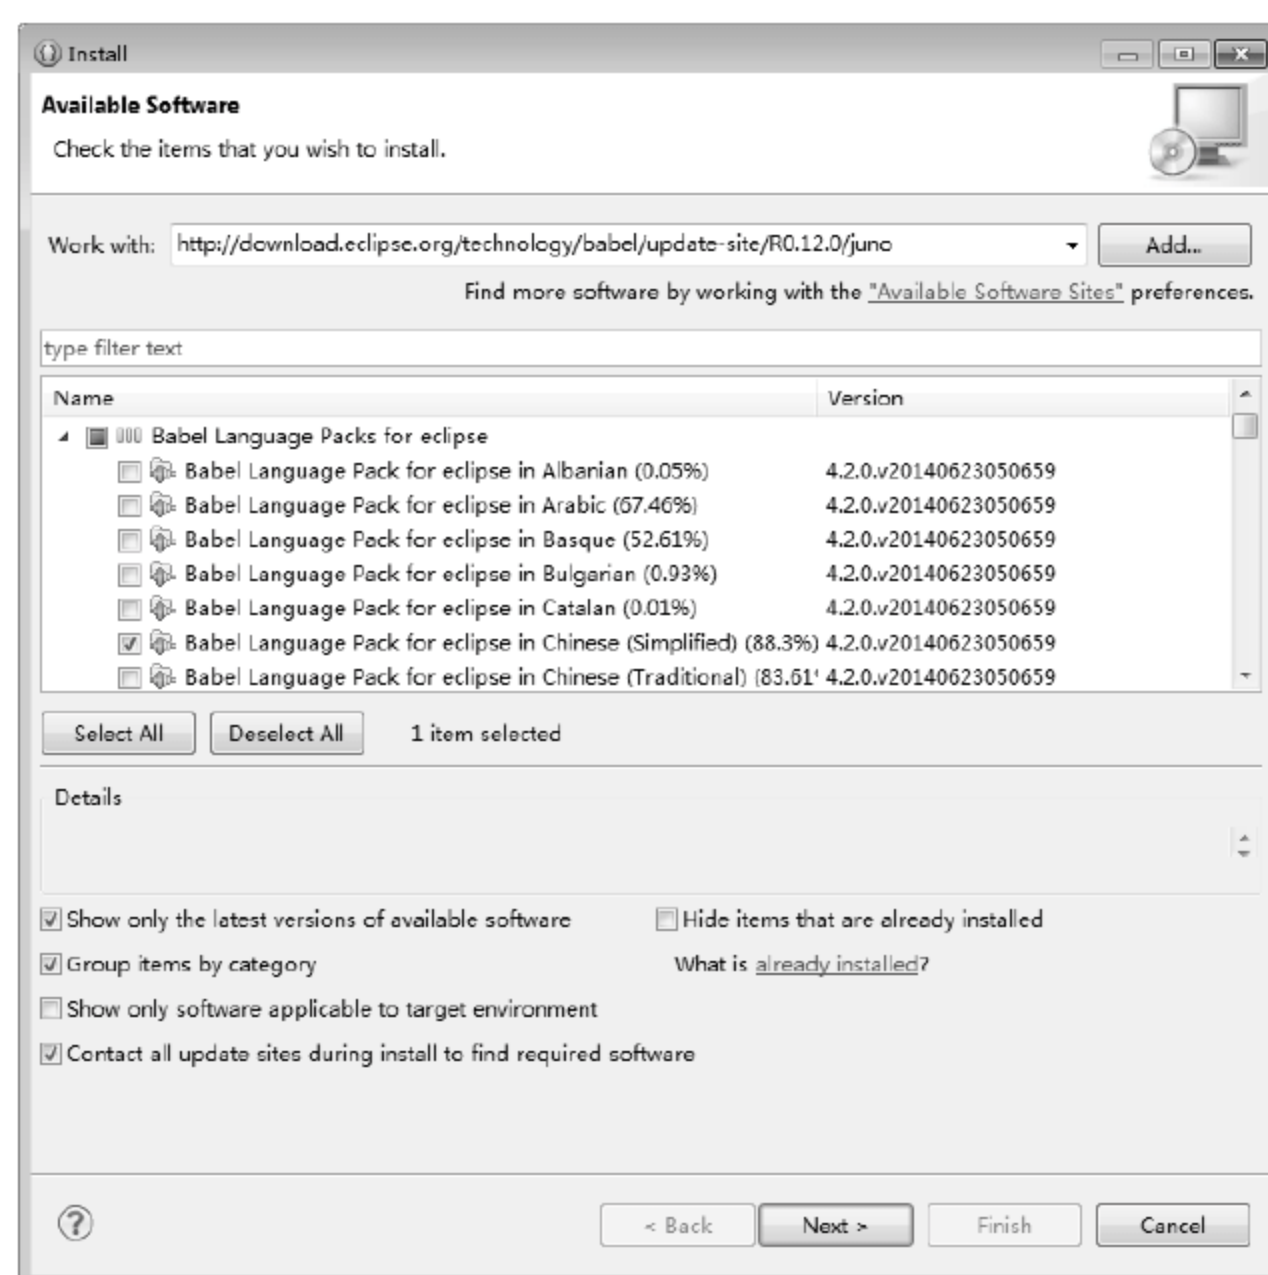 Install
Available Software
Check the items that you wish to install.
Work with: http://download.eclipse.org/technology/babel/update-site/R0.12.0/juno Add...
Find more software by working with the "Available Software Sites" preferences.
type filter text
Name Version
Babel Language Packs for eclipse
Babel Language Pack for eclipse in Albanian (0.05%) 4.2.0.v20140623050659
Babel Language Pack for eclipse in Arabic (67.46%) 4.2.0.v20140623050659
Babel Language Pack for eclipse in Basque (52.61%) 4.2.0.v20140623050659
Babel Language Pack for eclipse in Bulgarian (0.93%) 4.2.0.v20140623050659
Babel Language Pack for eclipse in Catalan (0.01%) 4.2.0.v20140623050659
Babel Language Pack for eclipse in Chinese (Simplified) (88.3%) 4.2.0.v20140623050659
Babel Language Pack for eclipse in Chinese (Traditional) (83.61 4.2.0.v20140623050659
Select All Deselect All 1 item selected
Details
Show only the latest versions of available software Hide items that are already installed
Group items by category What is already installed?
Show only software applicable to target environment
Contact all update sites during install to find required software
? < Back Next > Finish Cancel